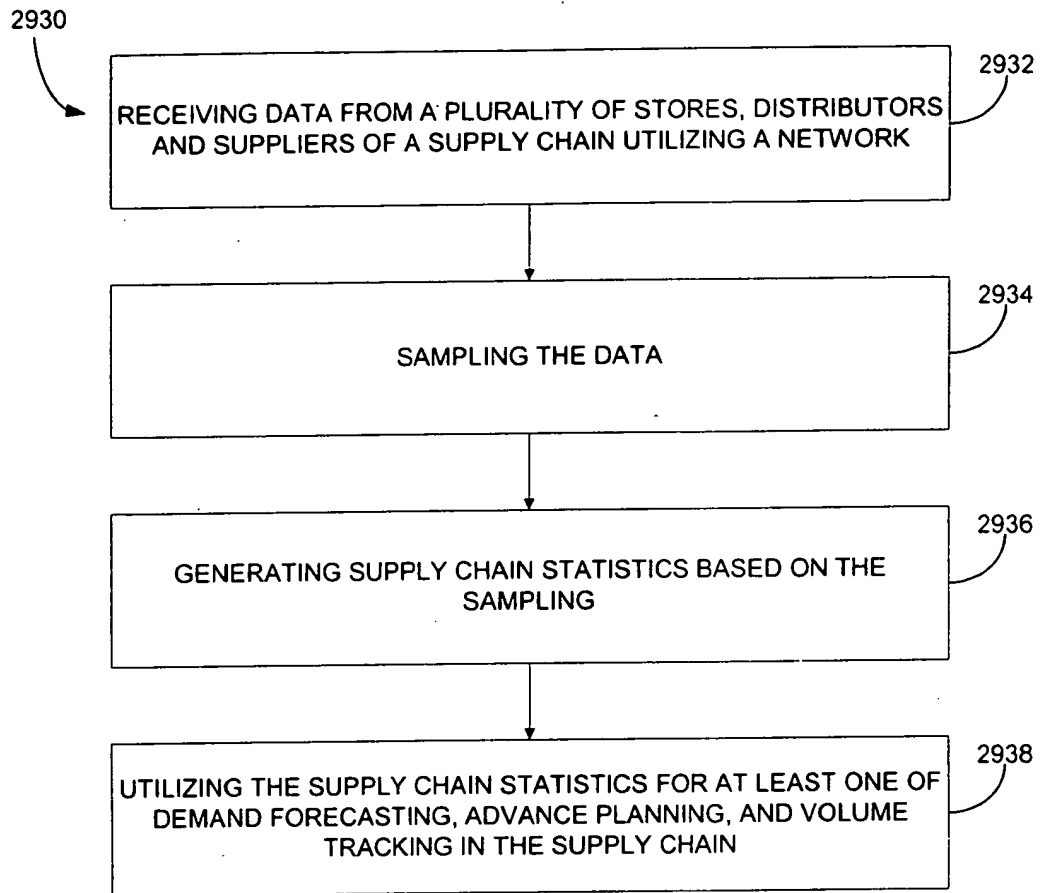 2930
2932
RECEIVING DATA FROM A PLURALITY OF STORES, DISTRIBUTORS
AND SUPPLIERS OF A SUPPLY CHAIN UTILIZING A NETWORK
2934
SAMPLING THE DATA
2936
GENERATING SUPPLY CHAIN STATISTICS BASED ON THE
SAMPLING
2938
UTILIZING THE SUPPLY CHAIN STATISTICS FOR AT LEAST ONE OF
DEMAND FORECASTING, ADVANCE PLANNING, AND VOLUME
TRACKING IN THE SUPPLY CHAIN